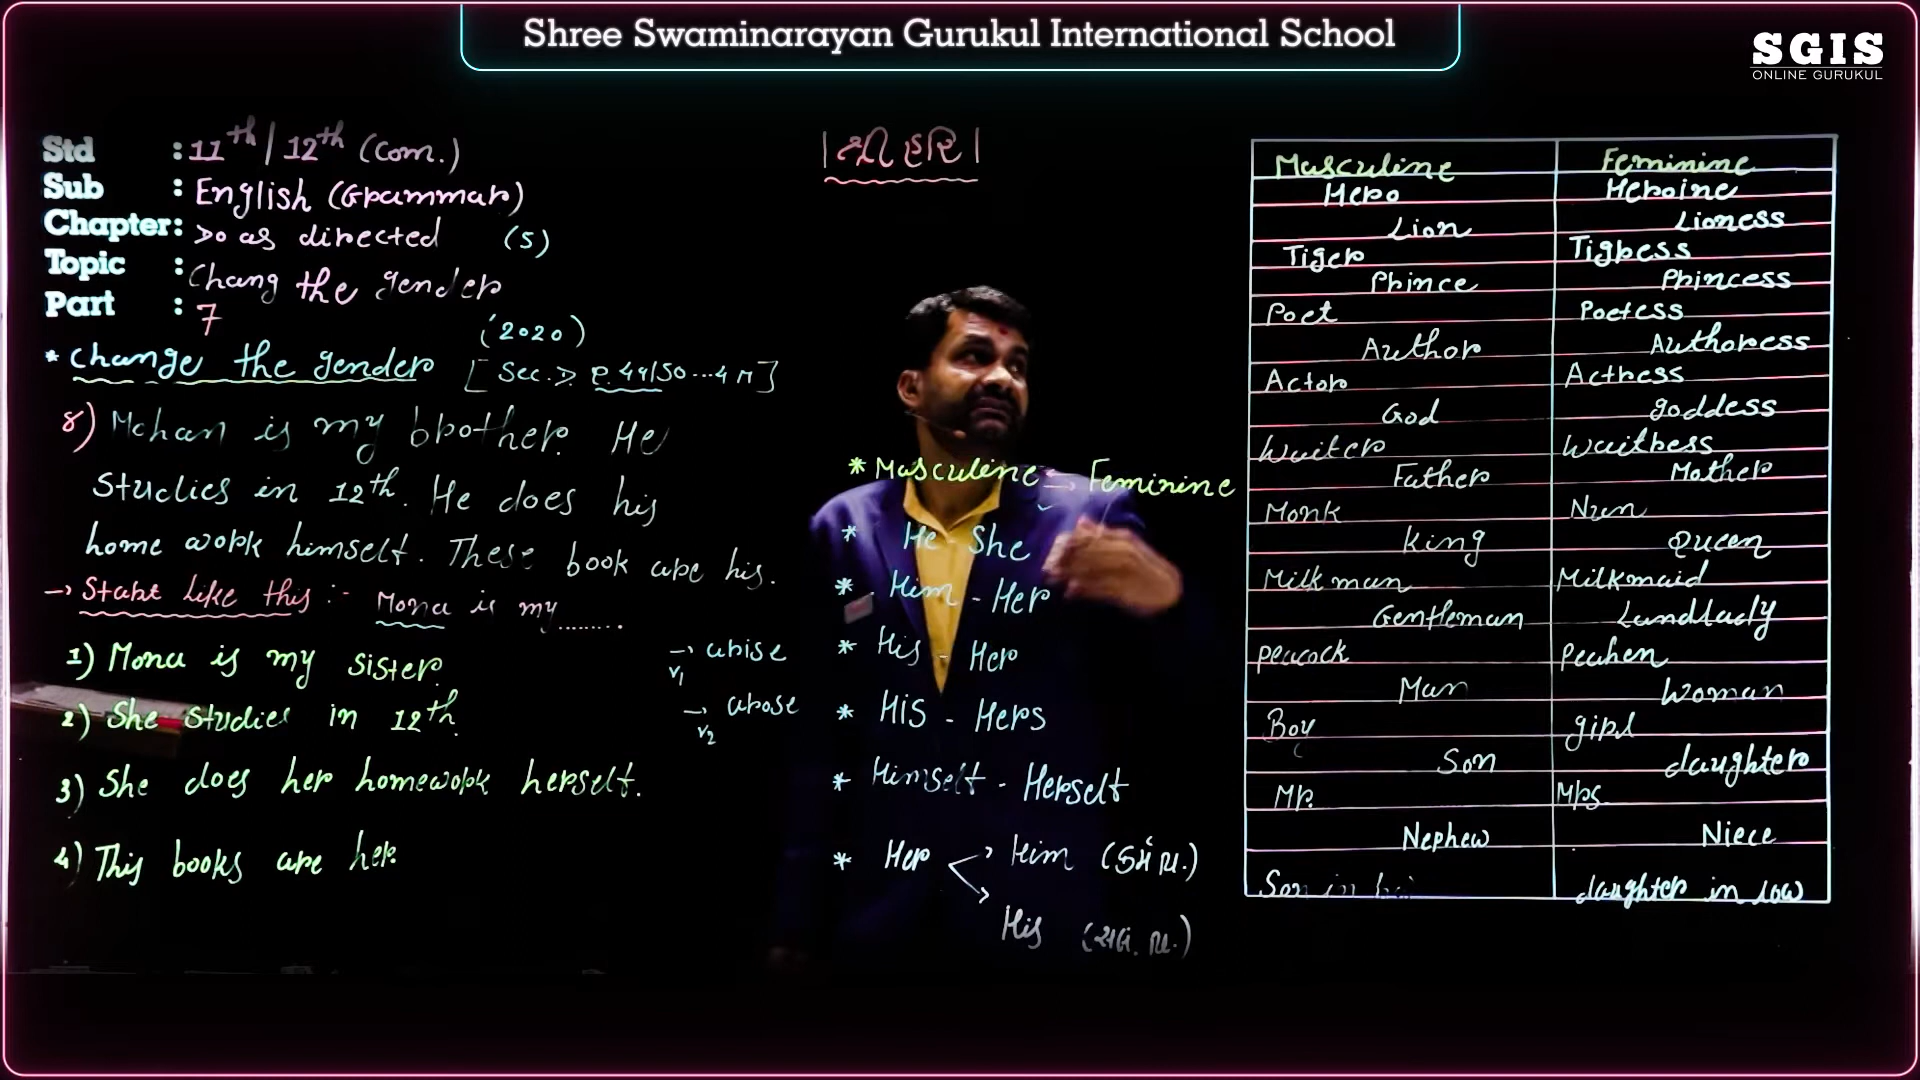 Shree Swaminarayan Gurukul International School
SGIS
ONLINE GURUKUL
Std : 11th / 12th (com.)
Sub : English (Grammar)
Chapter: Do as directed (5)
Topic : Chang the gender
Part : 7
(2020)
* Change the gender [Sec. D P. 49/50...4 M]
8) Mohan is my brother. He
Studies in 12th. He does his
home work himself. These book are his.
→ Start like this :- Mona is my........
1) Mona is my sister.
2) She studies in 12th.
3) She does her homework herself.
4) This books are her
→ arise
V1
→ arose
V2
|શ્રી હરિ|
* Masculine → Feminine
* He She
* Him - Her
* His - Her
* His - Hers
* Himself - Herself
* Her → Him (કર્મ વિ.)
→ His (સાર્વ. વિ.)
Masculine Feminine
Hero Heroine
Lion Lioness
Tiger Tigress
Prince Princess
Poet Poetess
Author Authoress
Actor Actress
God goddess
Waiter Waitress
Father Mother
Monk Nun
King Queen
Milk man Milkmaid
Gentleman Landlady
peacock Peahen
Man Woman
Boy girl
Son daughter
Mr. Mrs.
Nephew Niece
Son in daughter in low